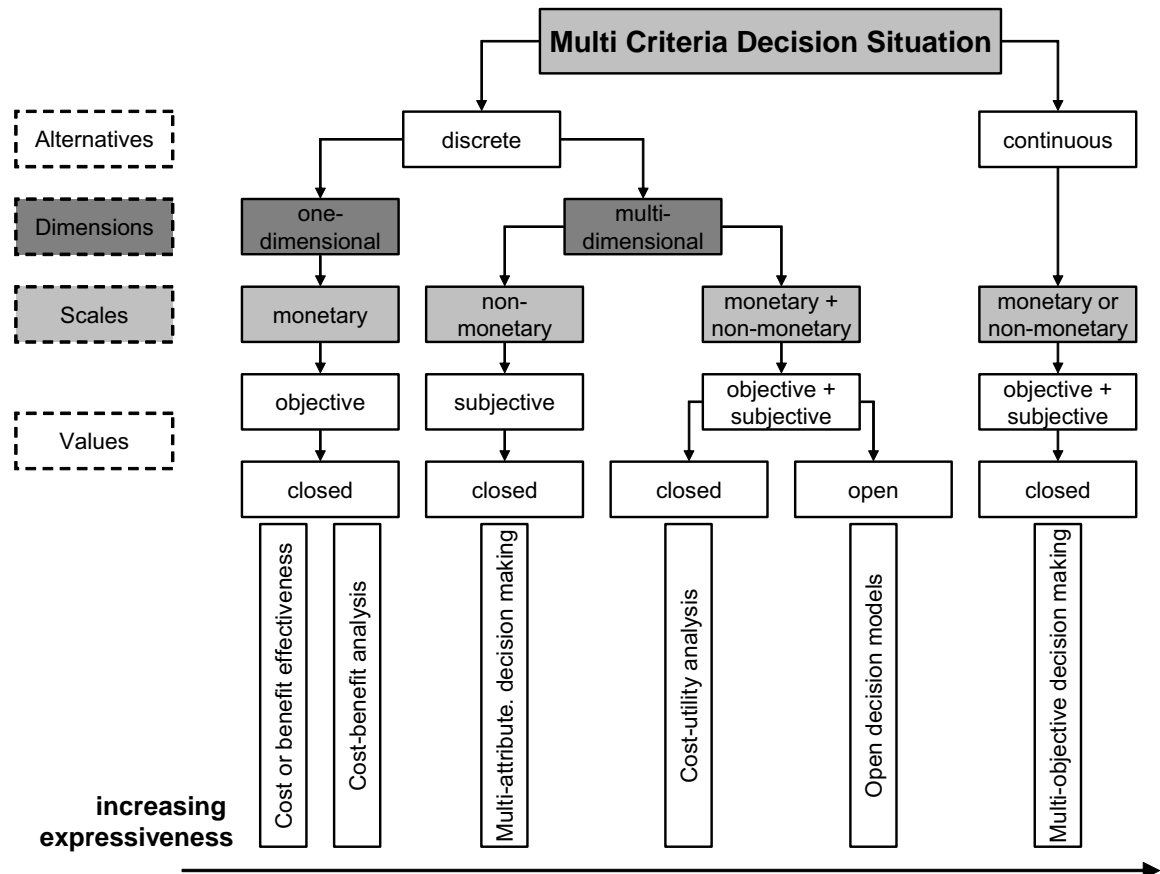 Multi Criteria Decision Situation
Alternatives
discrete
continuous
Dimensions
one-
dimensional
multi-
dimensional
Scales
monetary
non-
monetary
monetary +
non-monetary
monetary or
non-monetary
Values
objective
subjective
objective +
subjective
objective +
subjective
closed
closed
closed
open
closed
Cost or benefit effectiveness
Cost-benefit analysis
Multi-attribute. decision making
Cost-utility analysis
Open decision models
Multi-objective decision making
increasing
expressiveness